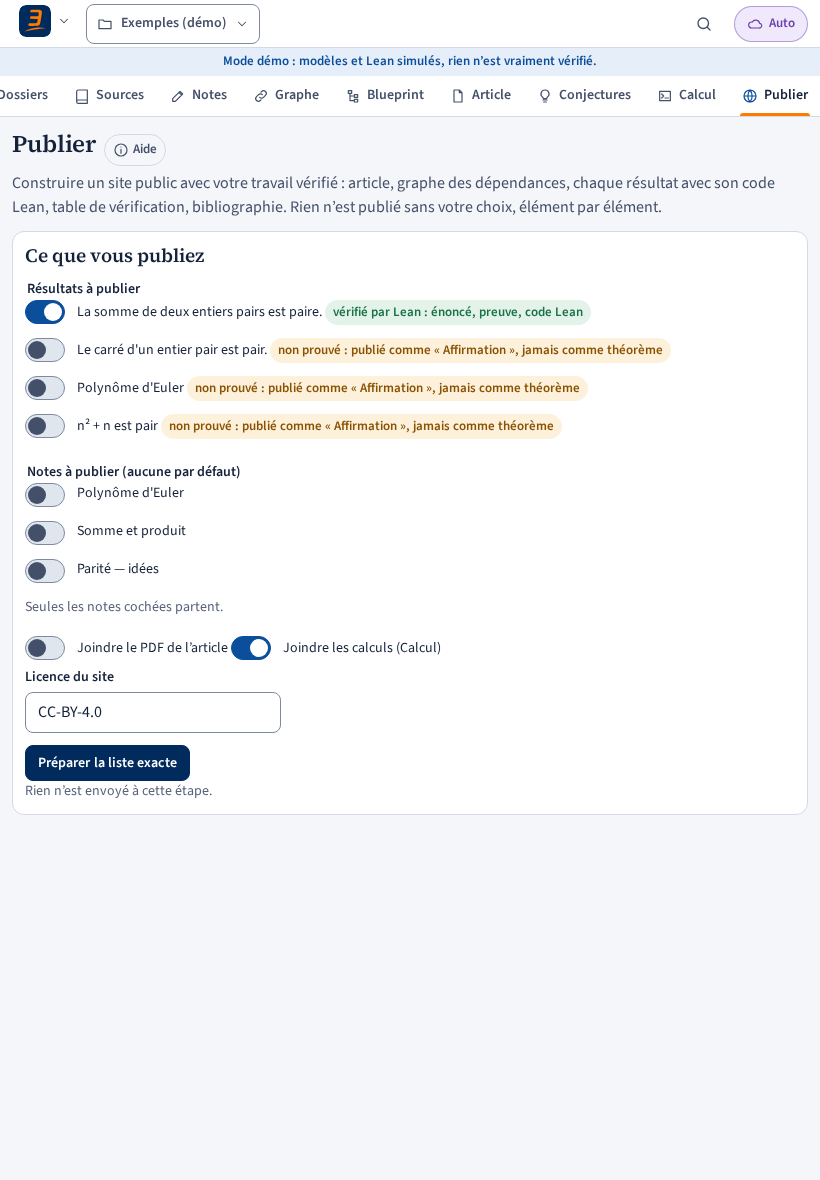 Exemples (démo)
Auto
Mode démo : modèles et Lean simulés, rien n’est vraiment vérifié.
Dossiers
Sources
Notes
Graphe
Blueprint
Article
Conjectures
Calcul
Publier
Publier
Aide
Construire un site public avec votre travail vérifié : article, graphe des dépendances, chaque résultat avec son code
Lean, table de vérification, bibliographie. Rien n’est publié sans votre choix, élément par élément.
Ce que vous publiez
Résultats à publier
La somme de deux entiers pairs est paire. vérifié par Lean : énoncé, preuve, code Lean
Le carré d'un entier pair est pair. non prouvé : publié comme « Affirmation », jamais comme théorème
Polynôme d'Euler non prouvé : publié comme « Affirmation », jamais comme théorème
n² + n est pair non prouvé : publié comme « Affirmation », jamais comme théorème
Notes à publier (aucune par défaut)
Polynôme d'Euler
Somme et produit
Parité — idées
Seules les notes cochées partent.
Joindre le PDF de l’article Joindre les calculs (Calcul)
Licence du site
CC-BY-4.0
Préparer la liste exacte
Rien n’est envoyé à cette étape.